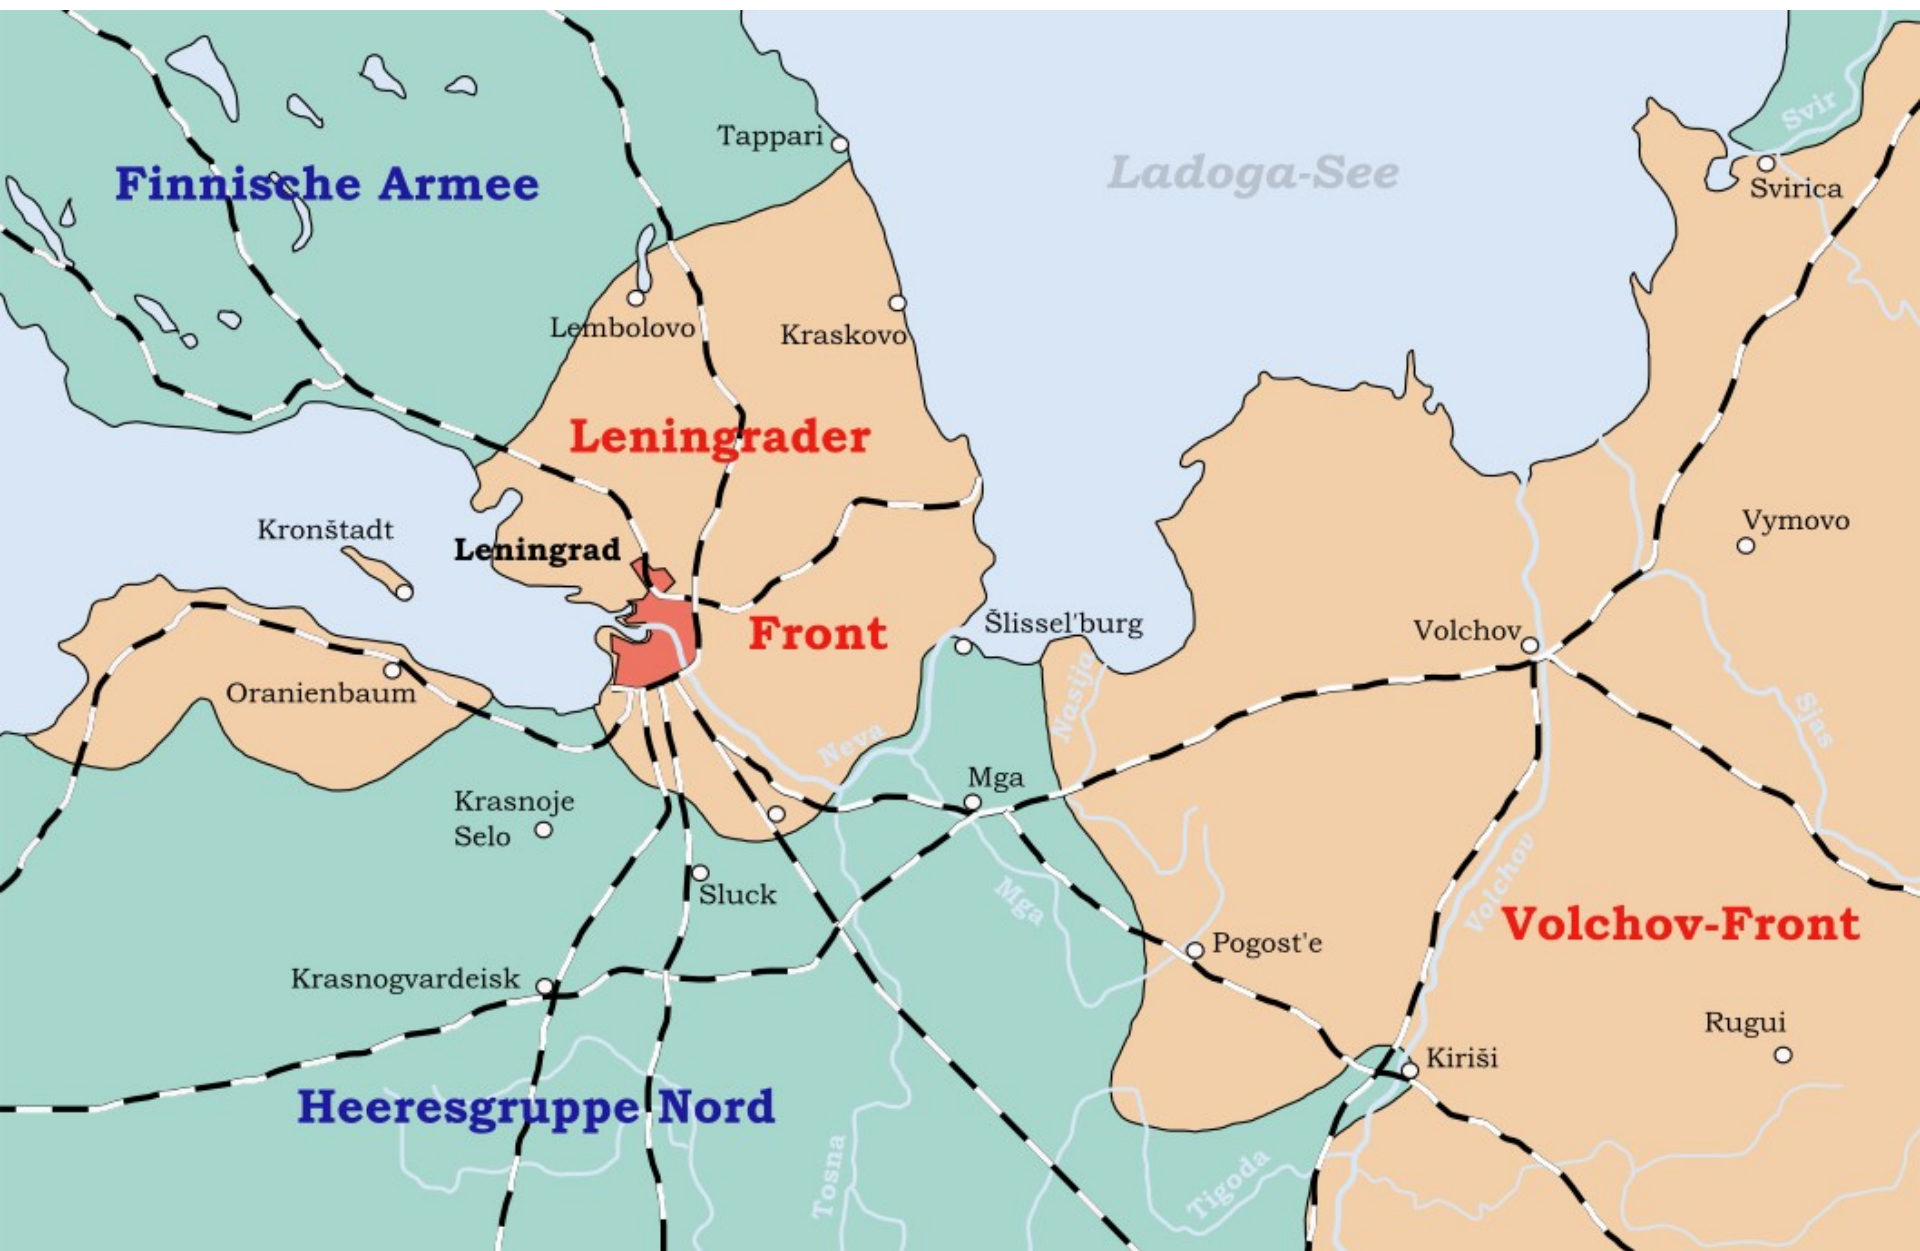 Tappari
Svir
Ladoga-See
Finnische Armee
Svirica
Lembolovo
Kraskovo
Leningrader
Kronštadt
Leningrad
Vymovo
Front
Šlissel'burg
Volchov
Oranienbaum
Nasija
Sjas
Neva
Mga
Krasnoje
Selo
Sluck
Mga
Volchov
Volchov-Front
Pogost'e
Krasnogvardeisk
Rugui
Kiriši
Heeresgruppe Nord
Tosna
Tigoda